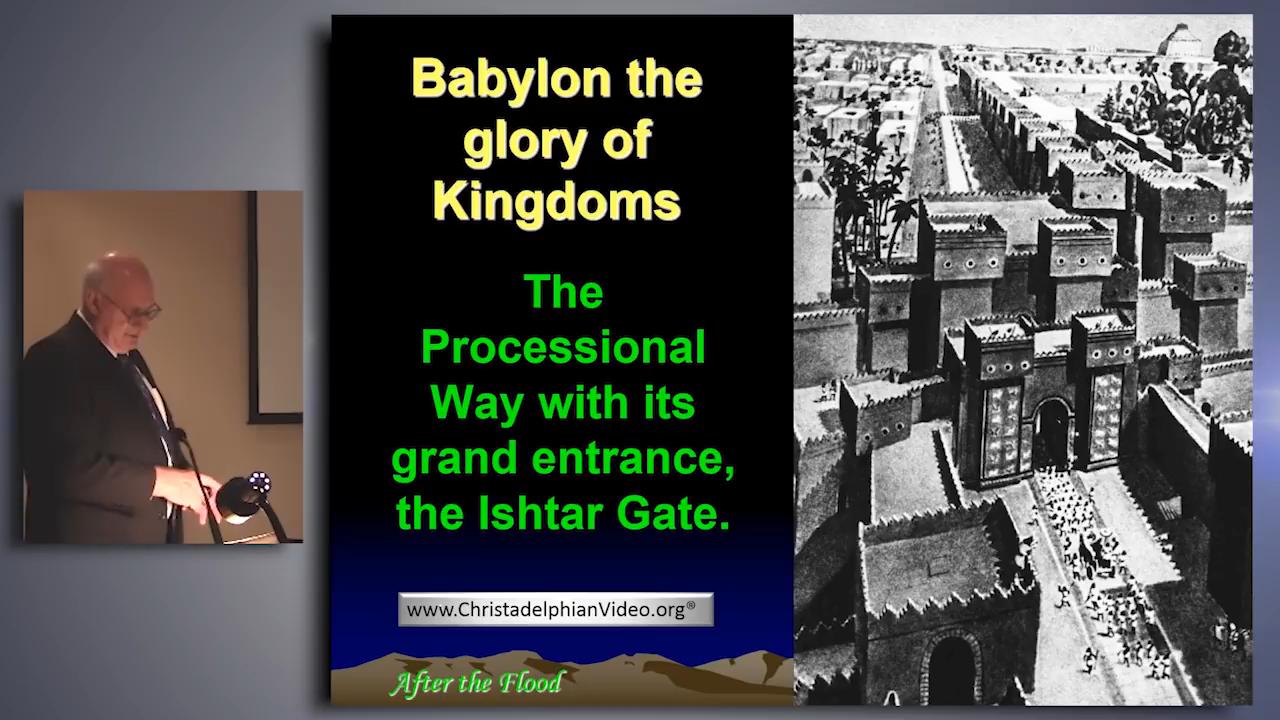 Babylon the
glory of
Kingdoms
The
Processional
Way with its
grand entrance,
the Ishtar Gate.
www.ChristadelphianVideo.org®
After the Flood